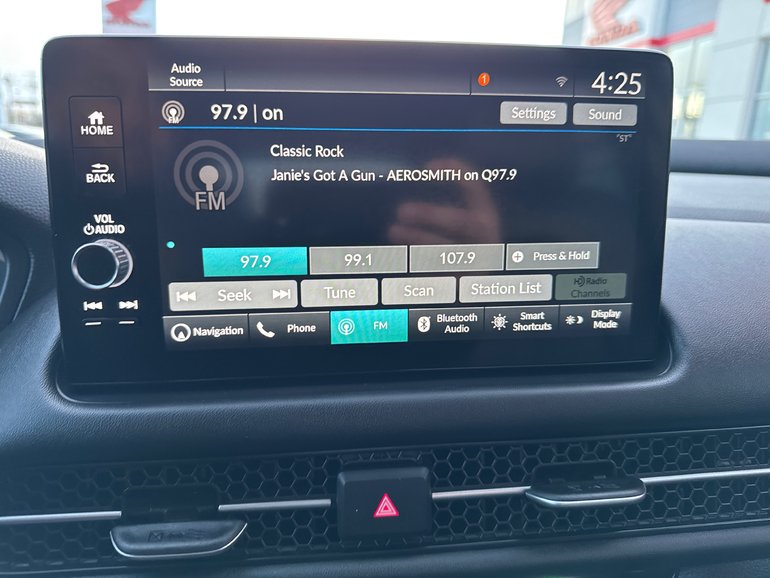 Audio
Source
1
4:25
97.9 | on
Settings
Sound
FM
"ST"
HOME
BACK
VOL
AUDIO
Classic Rock
Janie's Got A Gun - AEROSMITH on Q97.9
FM
97.9
99.1
107.9
Press & Hold
Seek
Tune
Scan
Station List
HD Radio
Channels
Navigation
Phone
FM
Bluetooth
Audio
Smart
Shortcuts
Display
Mode